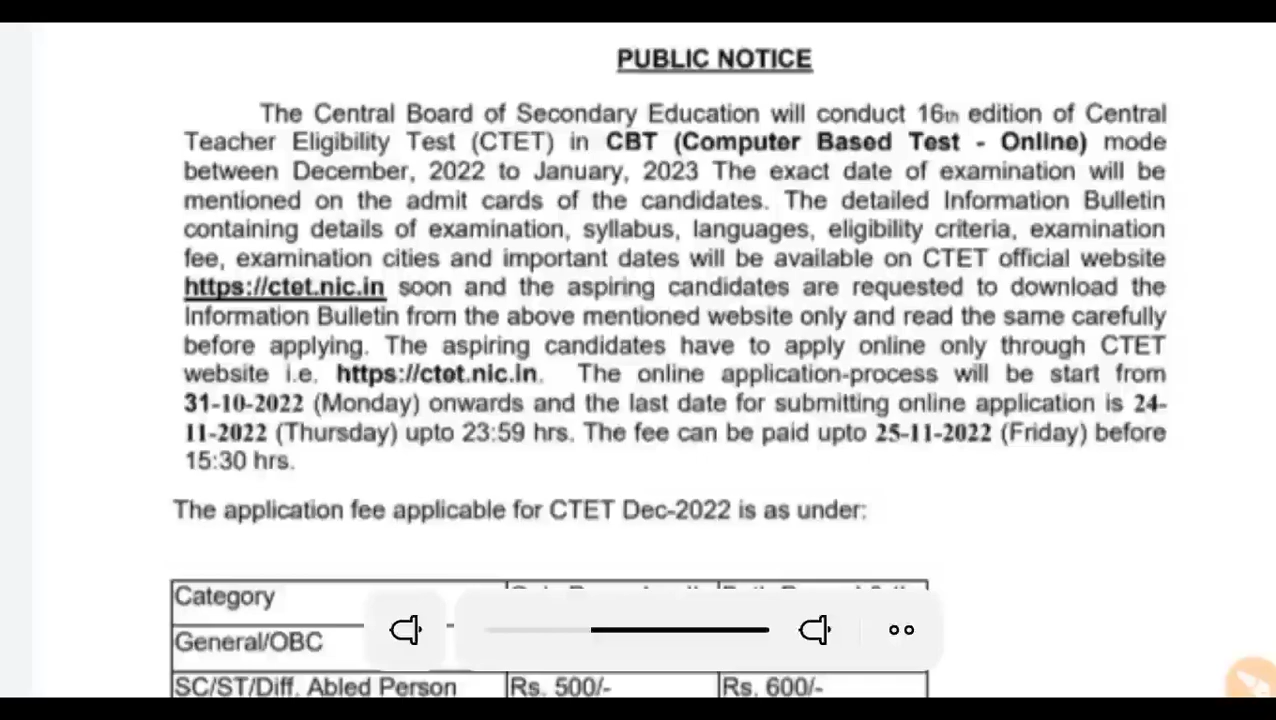 PUBLIC NOTICE
The Central Board of Secondary Education will conduct 16th edition of Central
Teacher Eligibility Test (CTET) in CBT (Computer Based Test - Online) mode
between December, 2022 to January, 2023 The exact date of examination will be
mentioned on the admit cards of the candidates. The detailed Information Bulletin
containing details of examination, syllabus, languages, eligibility criteria, examination
fee, examination cities and important dates will be available on CTET official website
https://ctet.nic.in soon and the aspiring candidates are requested to download the
Information Bulletin from the above mentioned website only and read the same carefully
before applying. The aspiring candidates have to apply online only through CTET
website i.e. https://ctet.nic.in. The online application-process will be start from
31-10-2022 (Monday) onwards and the last date for submitting online application is 24-
11-2022 (Thursday) upto 23:59 hrs. The fee can be paid upto 25-11-2022 (Friday) before
15:30 hrs.
The application fee applicable for CTET Dec-2022 is as under:
Category
General/OBC
SC/ST/Diff. Abled Person Rs. 500/- Rs. 600/-